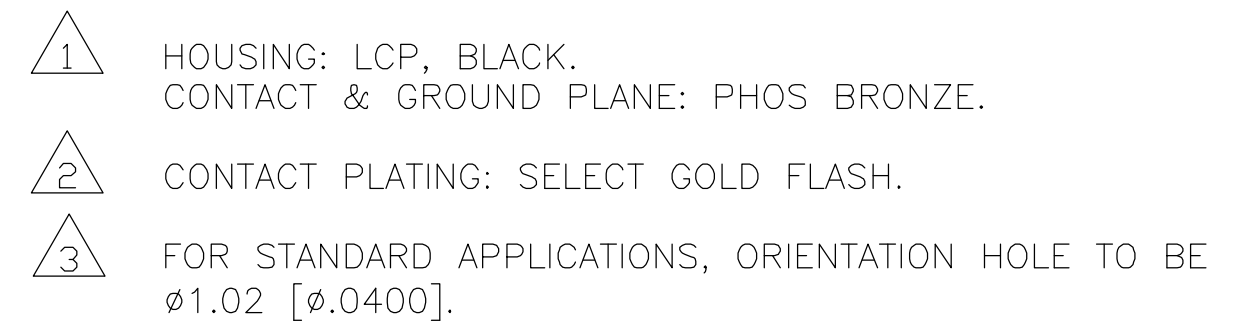 1 HOUSING: LCP, BLACK.
CONTACT & GROUND PLANE: PHOS BRONZE.
2 CONTACT PLATING: SELECT GOLD FLASH.
3 FOR STANDARD APPLICATIONS, ORIENTATION HOLE TO BE
ø1.02 [ø.0400].